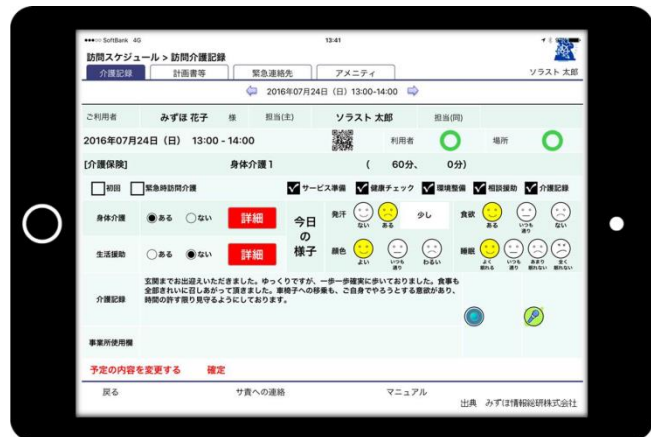 SoftBank 4G 13:41
訪問スケジュール > 訪問介護記録
介護記録 計画書等 緊急連絡先 アメニティ ソラスト 太郎
2016年07月24日（日）13:00-14:00
ご利用者 みずほ 花子 様 担当(主) ソラスト 太郎 担当(同)
2016年07月24日（日） 13:00 - 14:00 利用者 場所
[介護保険] 身体介護１ ( 60分、 0分)
初回 緊急時訪問介護 サービス準備 健康チェック 環境整備 相談援助 介護記録
身体介護 ある ない 詳細 今日の様子 発汗 ない ある 少し 食欲 ある いつも通り ない
生活援助 ある ない 詳細 顔色 よい いつも通り わるい 睡眠 よく眠れる いつも通り あまり眠れない 全く眠れない
介護記録 玄関までお出迎えいただきました。ゆっくりですが、一歩一歩確実に歩いておりました。食事も
全部きれいに召しあがって頂きました。車椅子への移乗も、ご自身でやろうとする意欲があり、
時間の許す限り見守るようにしております。
事業所使用欄
予定の内容を変更する 確定
戻る サ責への連絡 マニュアル
出典 みずほ情報総研株式会社